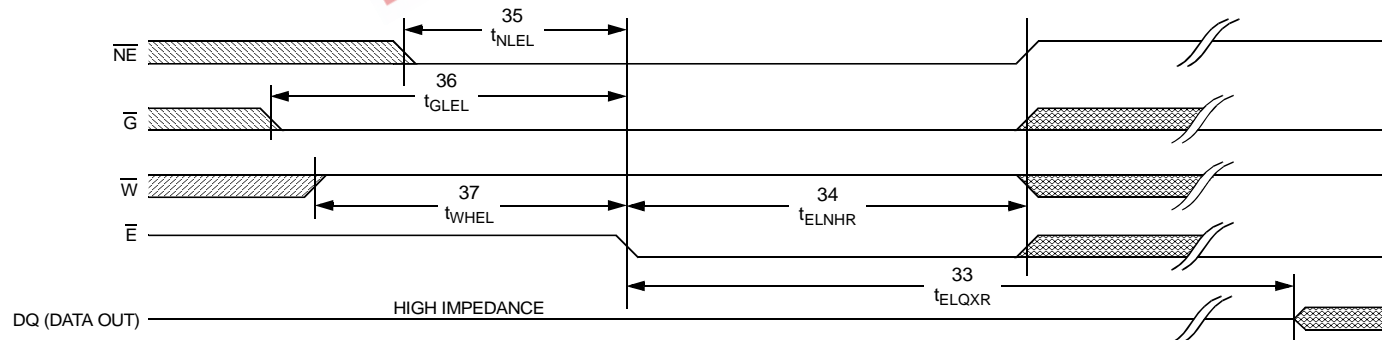 35
tNLEL
NE
36
tGLEL
G
W
37
tWHEL
34
tELNHR
E
33
tELQXR
HIGH IMPEDANCE
DQ (DATA OUT)